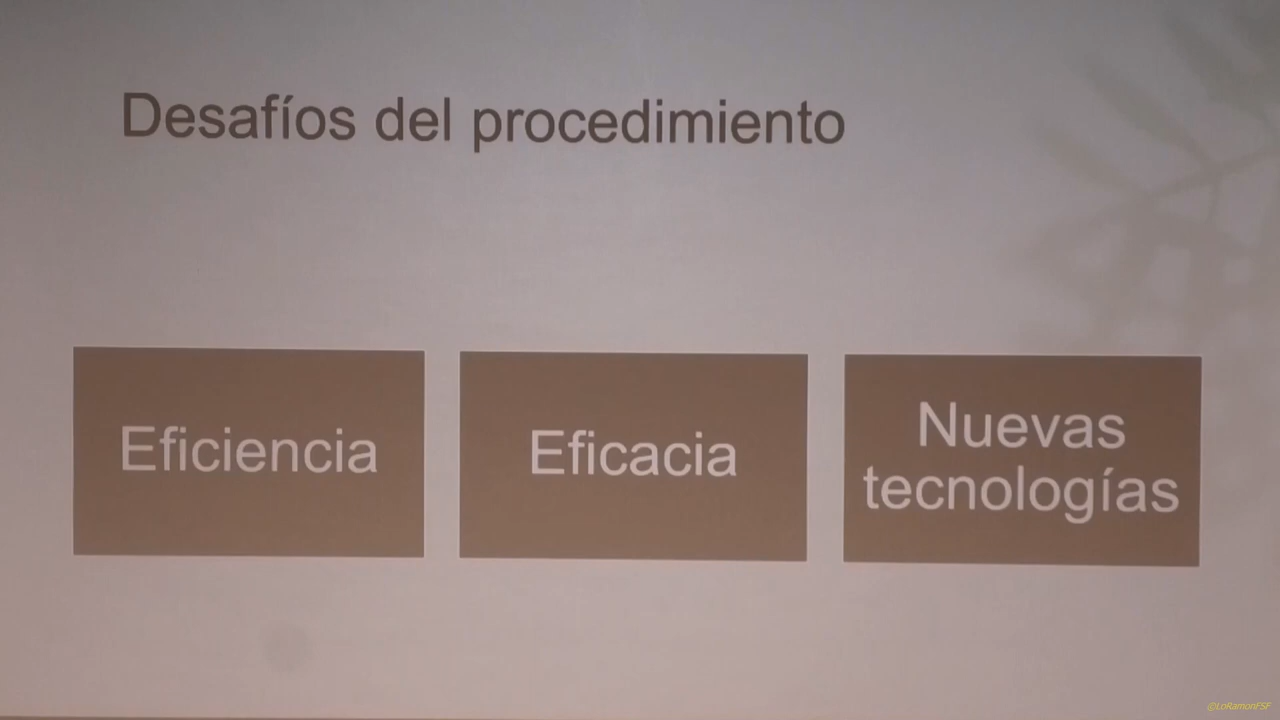 Desafíos del procedimiento
Eficiencia
Eficacia
Nuevas
tecnologías
@LoRamonFSF